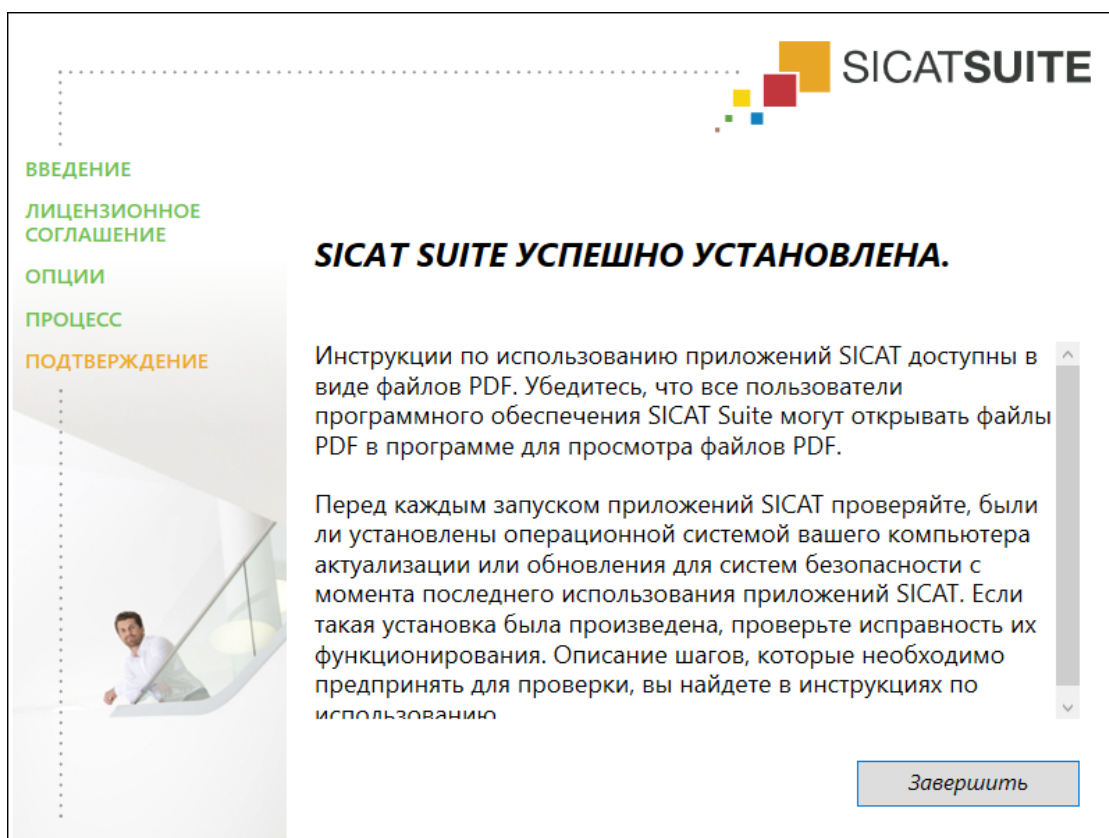 SICATSUITE
ВВЕДЕНИЕ
ЛИЦЕНЗИОННОЕ
СОГЛАШЕНИЕ
ОПЦИИ
ПРОЦЕСС
ПОДТВЕРЖДЕНИЕ
SICAT SUITE УСПЕШНО УСТАНОВЛЕНА.
Инструкции по использованию приложений SICAT доступны в
виде файлов PDF. Убедитесь, что все пользователи
программного обеспечения SICAT Suite могут открывать файлы
PDF в программе для просмотра файлов PDF.
Перед каждым запуском приложений SICAT проверяйте, были
ли установлены операционной системой вашего компьютера
актуализации или обновления для систем безопасности с
момента последнего использования приложений SICAT. Если
такая установка была произведена, проверьте исправность их
функционирования. Описание шагов, которые необходимо
предпринять для проверки, вы найдете в инструкциях по
использованию.
Завершить